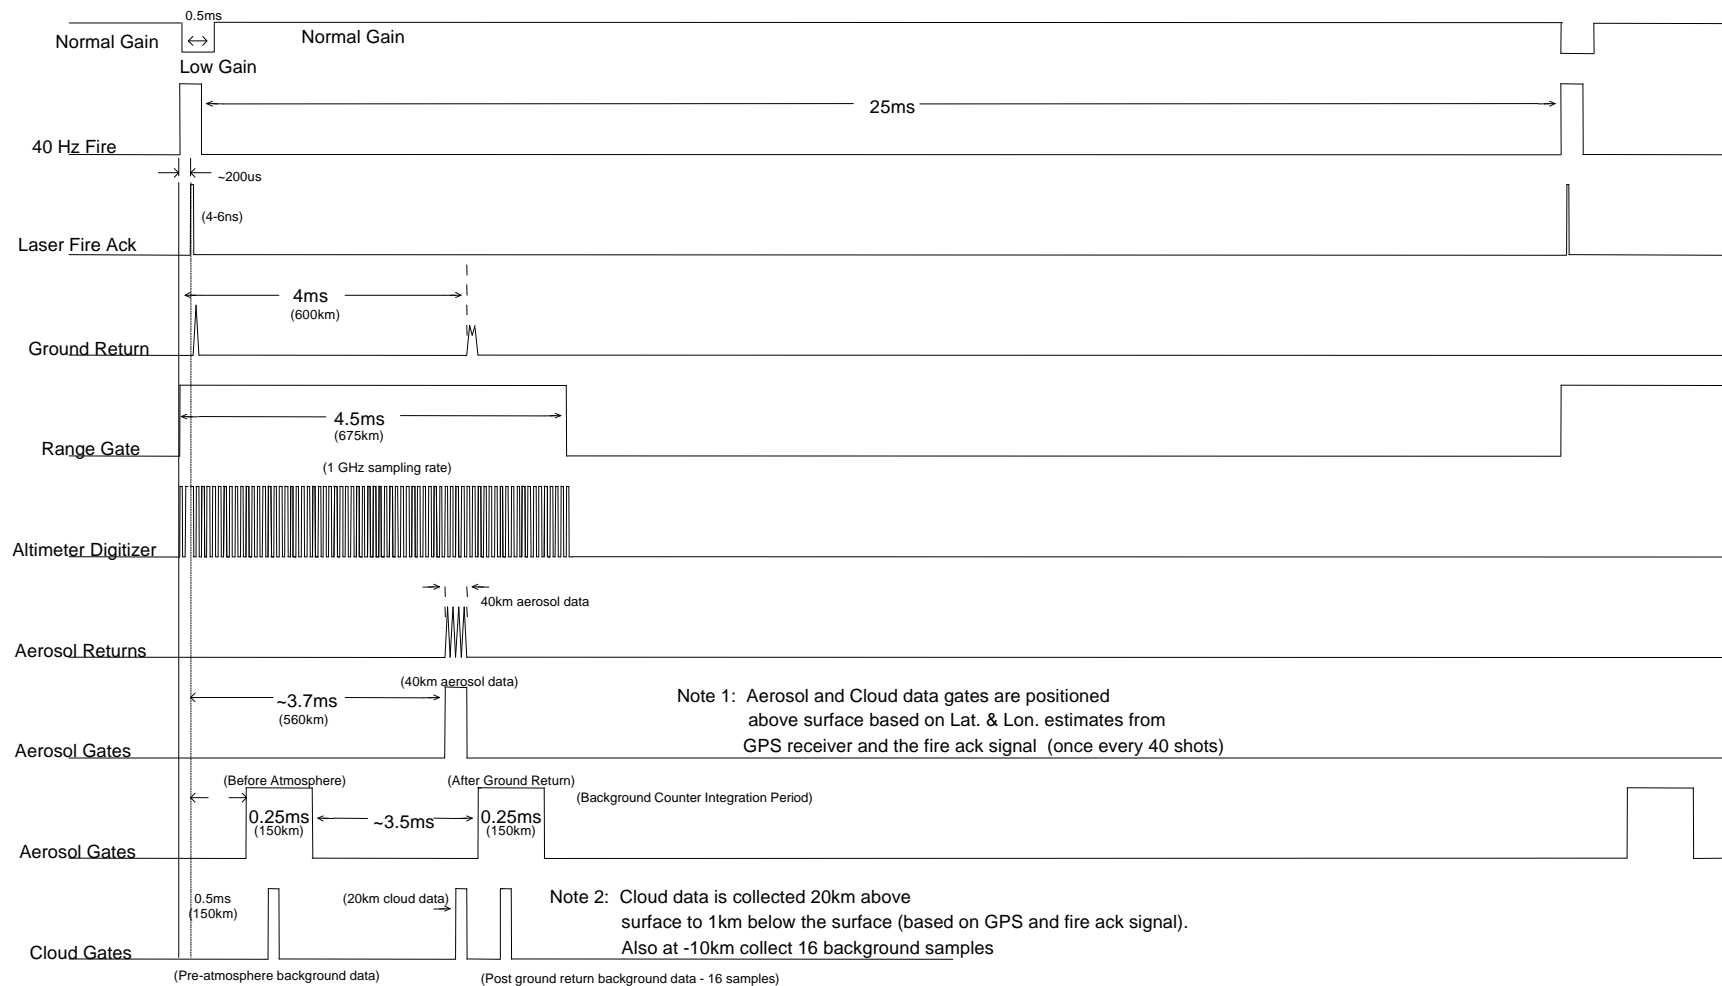 0.5ms
Normal Gain
Normal Gain
Low Gain
25ms
40 Hz Fire
~200us
(4-6ns)
Laser Fire Ack
4ms
(600km)
Ground Return
4.5ms
(675km)
Range Gate
(1 GHz sampling rate)
Altimeter Digitizer
40km aerosol data
Aerosol Returns
(40km aerosol data)
~3.7ms
(560km)
Note 1: Aerosol and Cloud data gates are positioned
above surface based on Lat. & Lon. estimates from
GPS receiver and the fire ack signal (once every 40 shots)
Aerosol Gates
(Before Atmosphere)
(After Ground Return)
(Background Counter Integration Period)
0.25ms
(150km)
~3.5ms
0.25ms
(150km)
Aerosol Gates
0.5ms
(150km)
(20km cloud data)
Note 2: Cloud data is collected 20km above
surface to 1km below the surface (based on GPS and fire ack signal).
Also at -10km collect 16 background samples
Cloud Gates
(Pre-atmosphere background data)
(Post ground return background data - 16 samples)